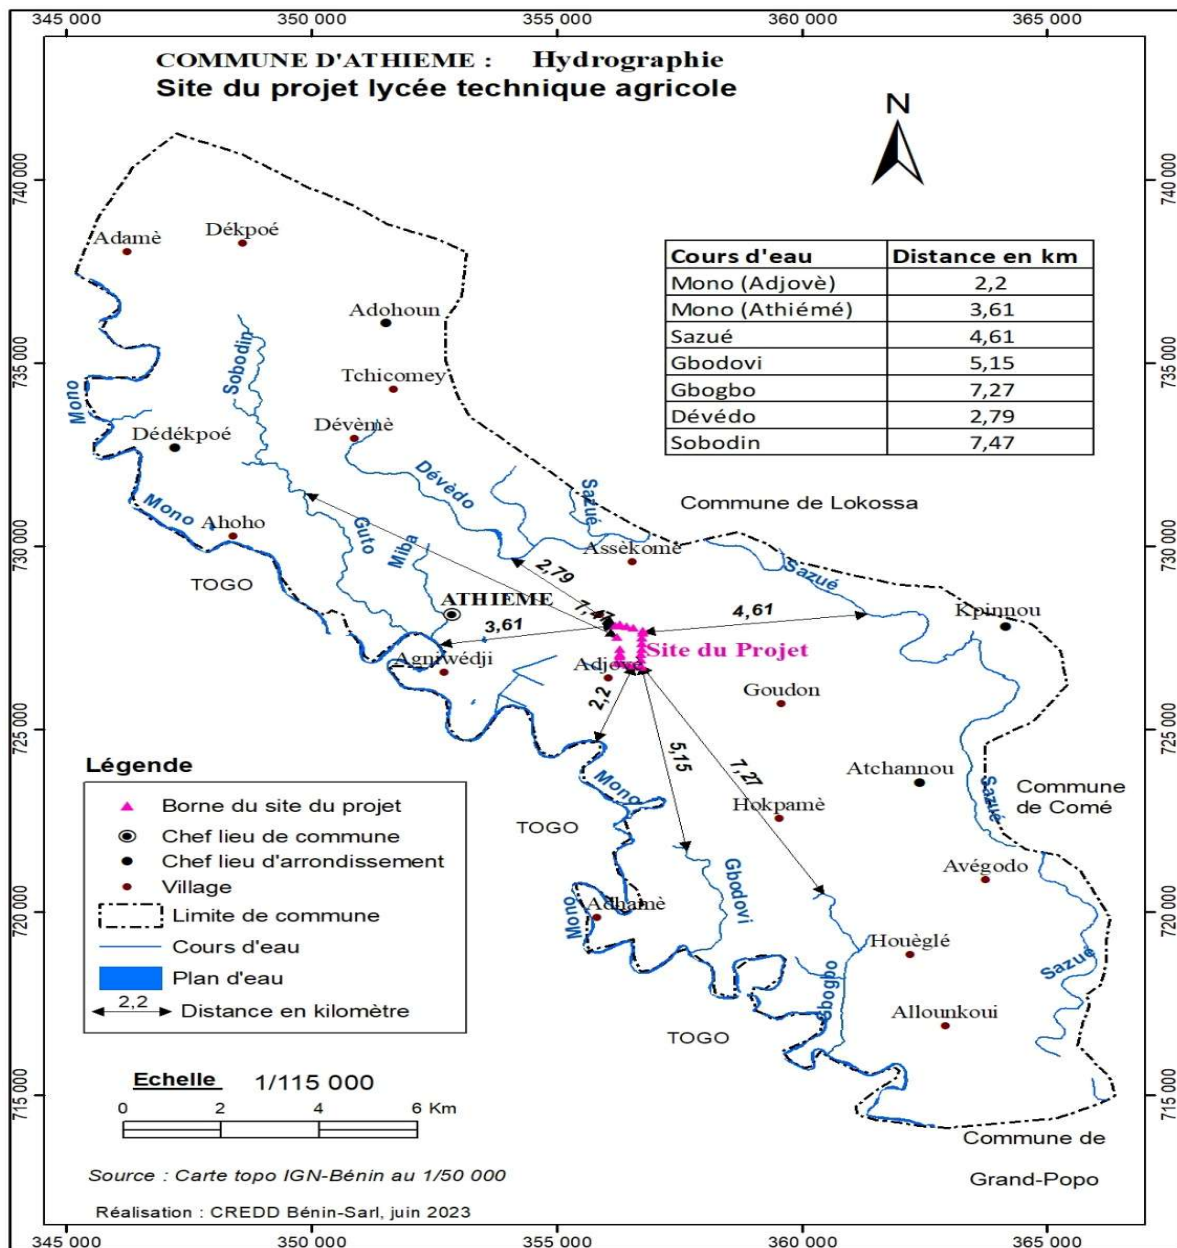 345 000 350 000 355 000 360 000 365 000
COMMUNE D'ATHIEME : Hydrographie
Site du projet lycée technique agricole
N
740 000
740 000
Dékpoé
Adamè
Cours d'eau Distance en km
Mono (Adjovè) 2,2
Mono (Athiémé) 3,61
Sazué 4,61
Gbodovi 5,15
Gbogbo 7,27
Dévédo 2,79
Sobodin 7,47
Adohoun
Sobodin
735 000
735 000
Tchicomey
Mono
Dévèmè
Dédékpoé
Dévèdo
Sazué
Commune de Lokossa
Mono
Ahoho
Guto
Miba
730 000
730 000
Assèkomè
Sazué
TOGO
2,79
ATHIEME
7,47
4,61
Kpinnou
3,61
Site du Projet
Agniwédji
Adjovè
Goudon
2,2
725 000
725 000
5,15
7,27
Légende
Atchannou
Mono
Sazué
Commune
de Comé
Borne du site du projet
Hokpamè
TOGO
Chef lieu de commune
Chef lieu d'arrondissement
Village
Gbodovi
Avégodo
Limite de commune
Mono
Adhamè
720 000
720 000
Cours d'eau
Houèglé
Plan d'eau
Gbogbo
Sazué
2,2 Distance en kilomètre
Allounkoui
TOGO
Echelle 1/115 000
715 000
715 000
0 2 4 6 Km
Commune de
Grand-Popo
Source : Carte topo IGN-Bénin au 1/50 000
Réalisation : CREDD Bénin-Sarl, juin 2023
345 000 350 000 355 000 360 000 365 000